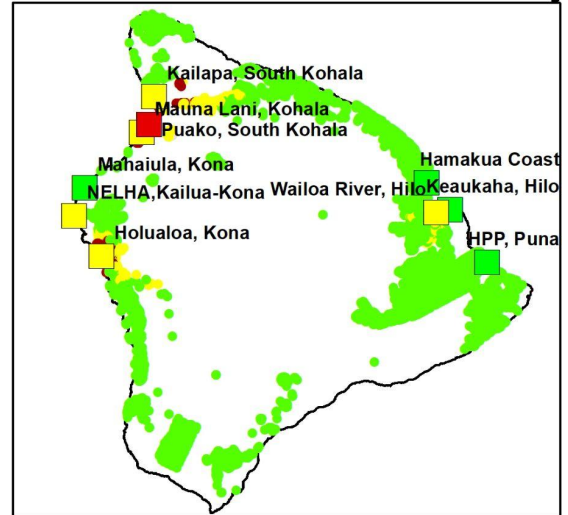 Kailapa, South Kohala
Mauna Lani, Kohala
Puako, South Kohala
Mahaiula, Kona
Hamakua Coast
NELHA,Kailua-Kona
Wailoa River, Hilo
Keaukaha, Hilo
Holualoa, Kona
HPP, Puna